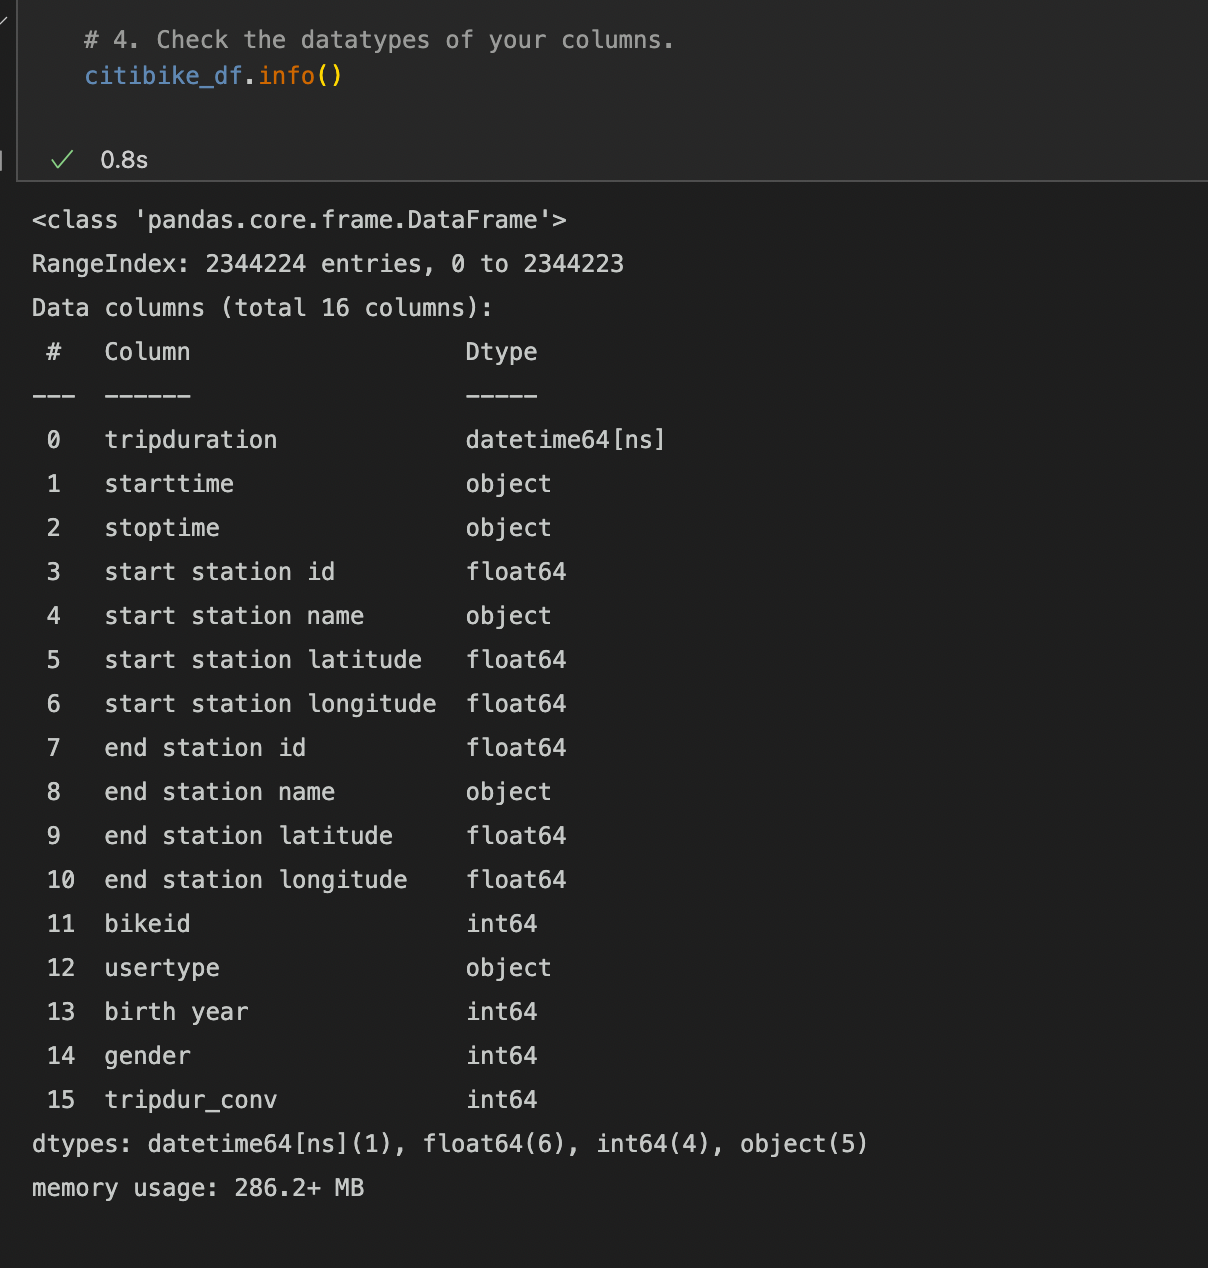 # 4. Check the datatypes of your columns.
citibike_df.info()
0.8s
<class 'pandas.core.frame.DataFrame'>
RangeIndex: 2344224 entries, 0 to 2344223
Data columns (total 16 columns):
 #   Column                   Dtype
---  ------                   -----
 0   tripduration             datetime64[ns]
 1   starttime                object
 2   stoptime                 object
 3   start station id         float64
 4   start station name       object
 5   start station latitude   float64
 6   start station longitude  float64
 7   end station id           float64
 8   end station name         object
 9   end station latitude     float64
 10  end station longitude    float64
 11  bikeid                   int64
 12  usertype                 object
 13  birth year               int64
 14  gender                   int64
 15  tripdur_conv             int64
dtypes: datetime64[ns](1), float64(6), int64(4), object(5)
memory usage: 286.2+ MB